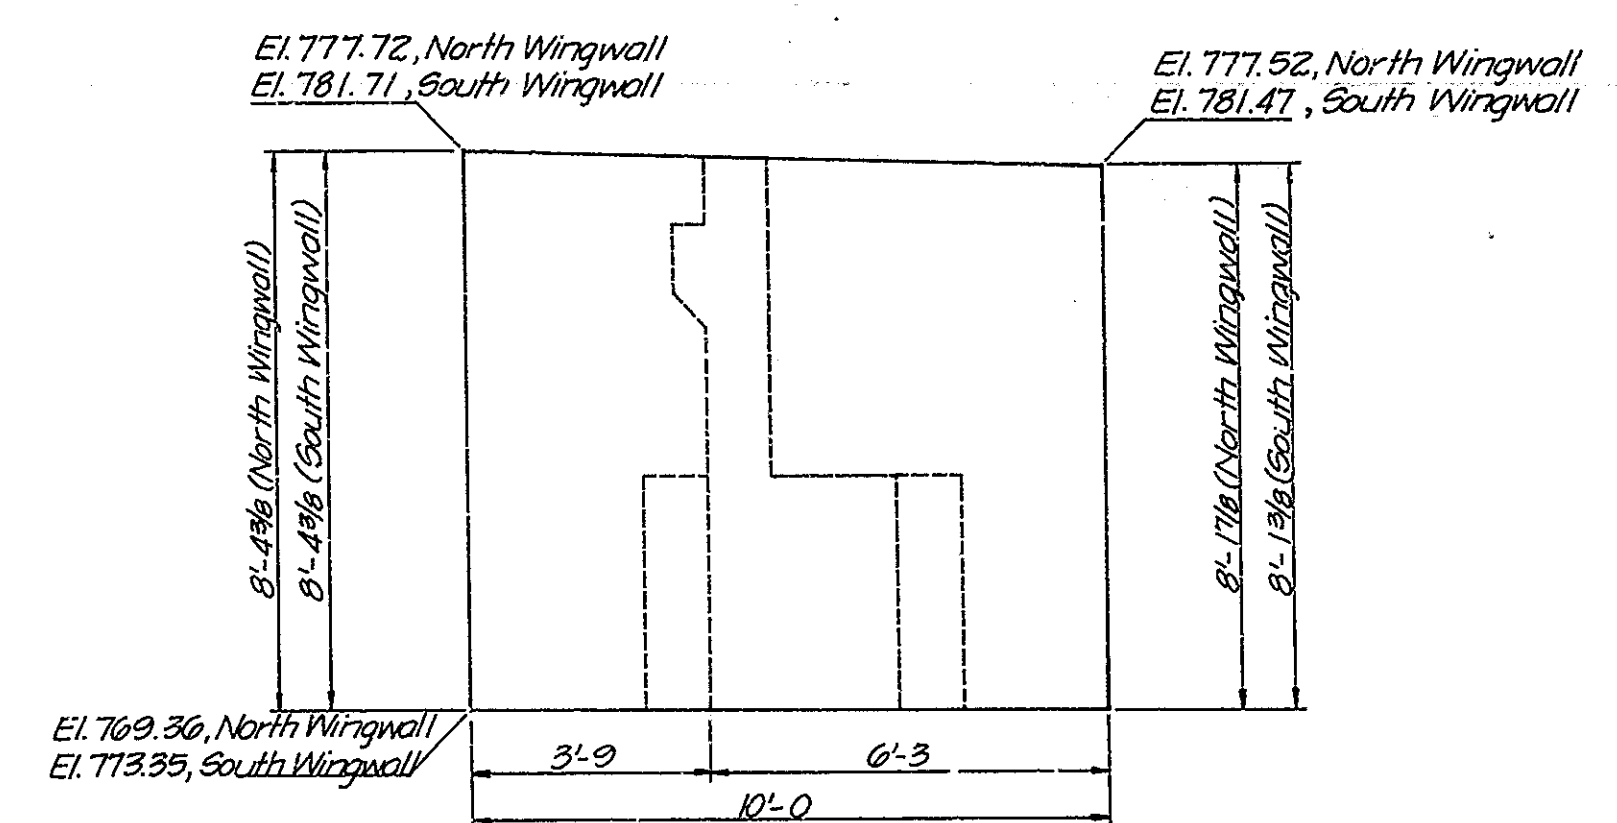 El. 777.72, North Wingwall
El. 781.71, South Wingwall
El. 777.52, North Wingwall
El. 781.47, South Wingwall
8'-4 3/8 (North Wingwall)
8'-4 3/8 (South Wingwall)
8'-1 7/8 (North Wingwall)
8'-1 3/8 (South Wingwall)
El. 769.36, North Wingwall
El. 773.35, South Wingwall
3'-9
6'-3
10'-0